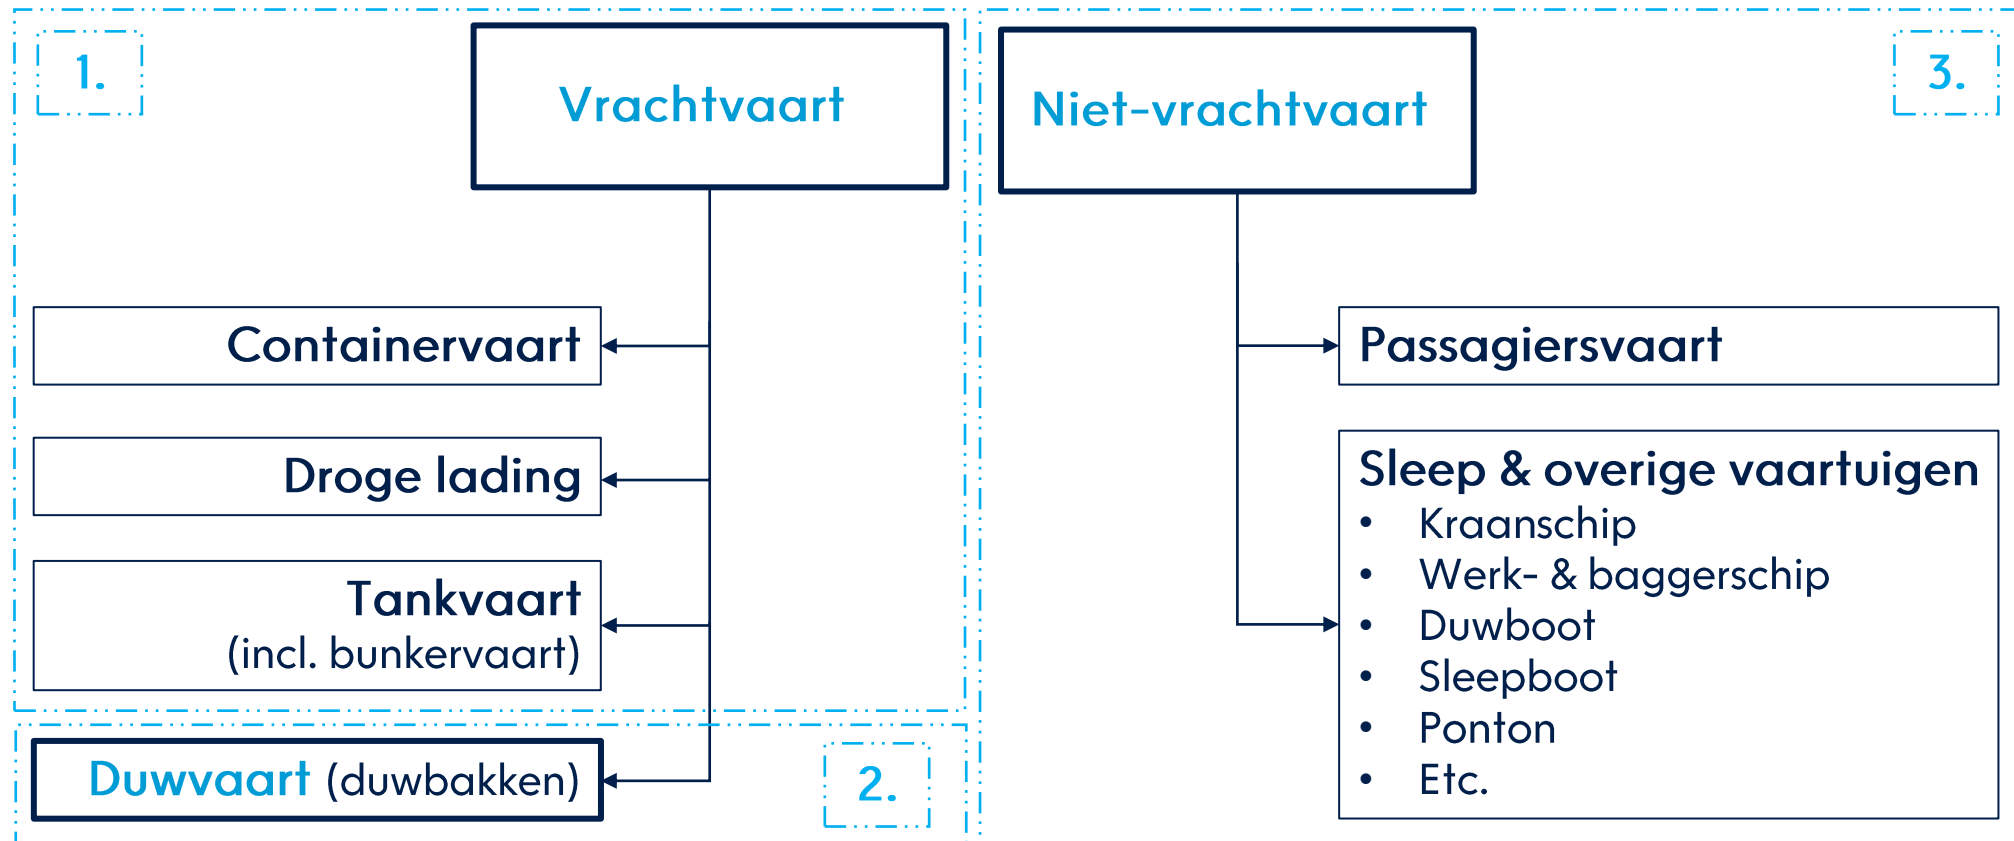 1.
Vrachtvaart
Containervaart
Droge lading
Tankvaart
(incl. bunkervaart)
Duwvaart (duwbakken)
2.
Niet-vrachtvaart
3.
Passagiersvaart
Sleep & overige vaartuigen
• Kraanschip
• Werk- & baggerschip
• Duwboot
• Sleepboot
• Ponton
• Etc.